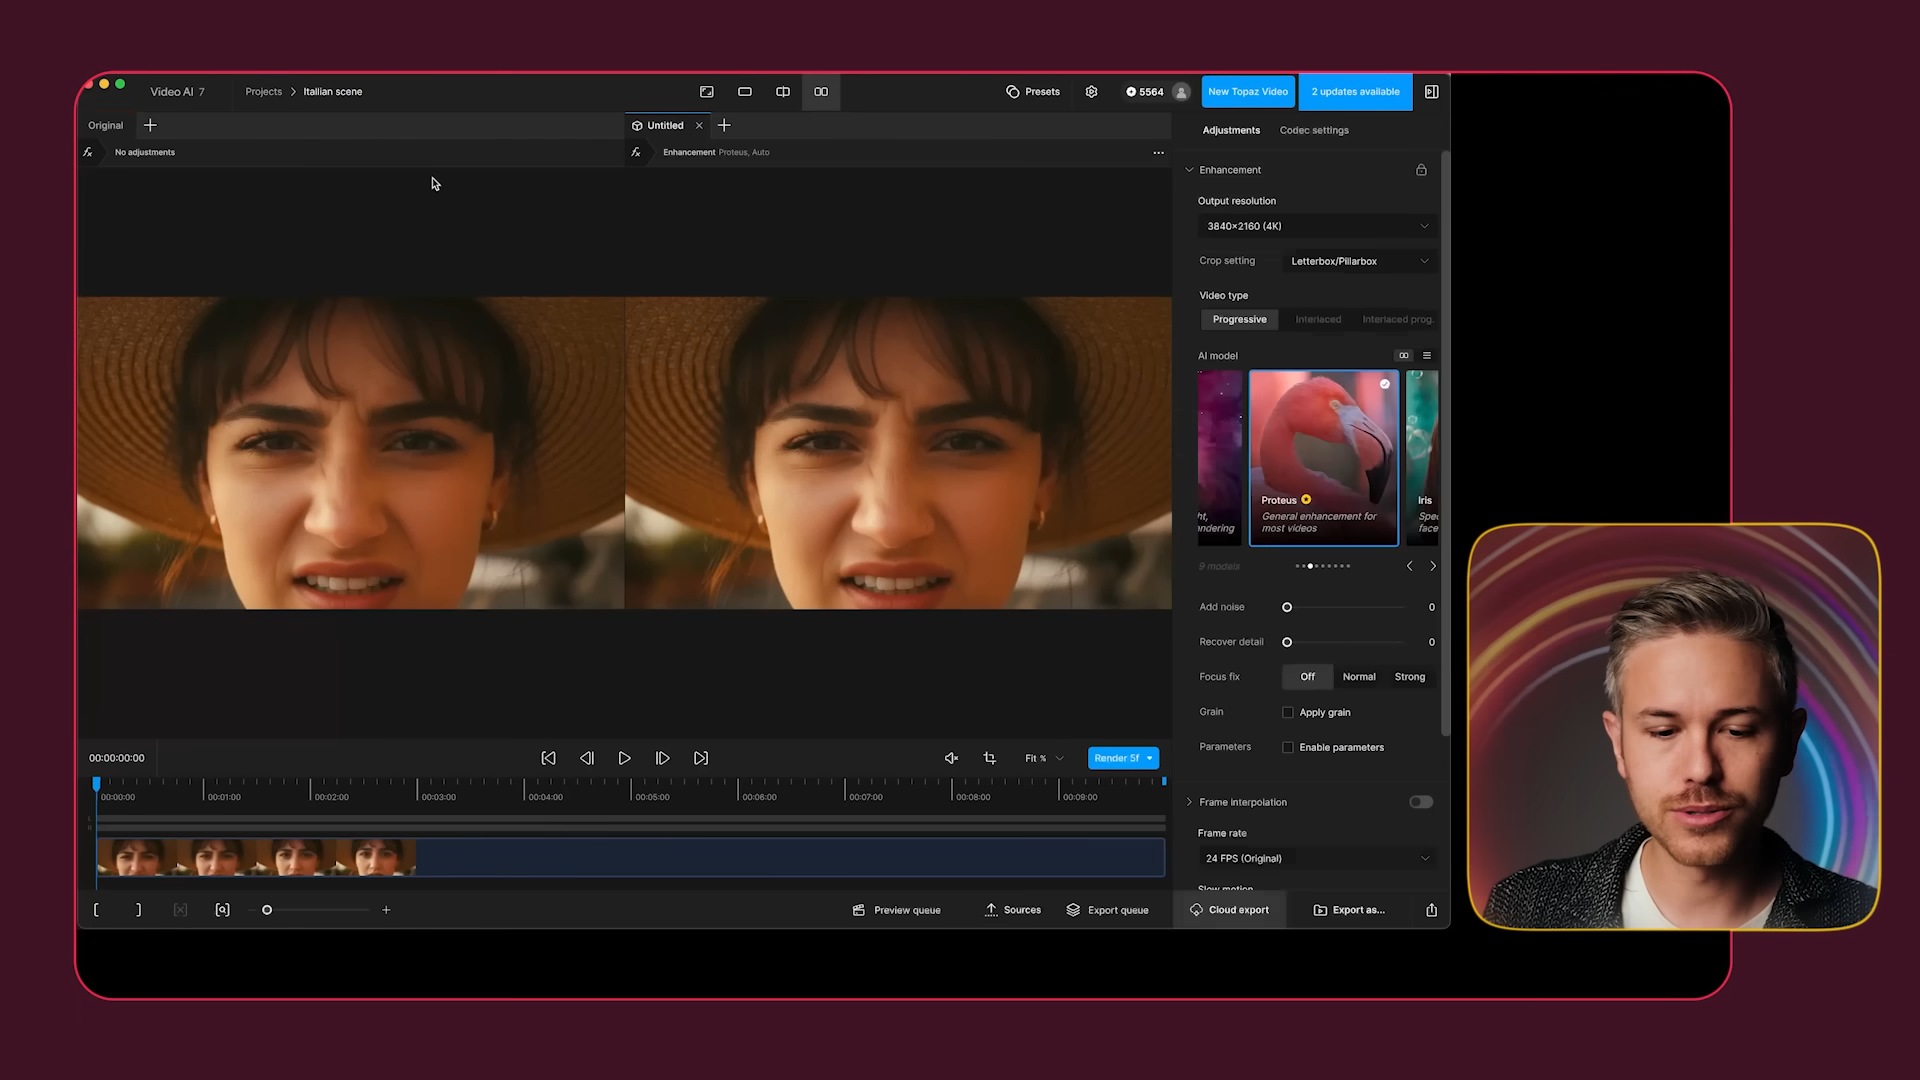 Video AI 7
Projects > Itallian scene
Presets
5564
New Topaz Video
2 updates available
Original
Untitled
Adjustments
Codec settings
No adjustments
Enhancement Proteus, Auto
Enhancement
Output resolution
3840×2160 (4K)
Crop setting
Letterbox/Pillarbox
Video type
Progressive
Interlaced
Interlaced prog.
AI model
Proteus
General enhancement for
most videos
Iris
9 models
Add noise
0
Recover detail
0
Focus fix
Off
Normal
Strong
Grain
Apply grain
Parameters
Enable parameters
00:00:00:00
Fit %
Render 5f
00:00:00
00:01:00
00:02:00
00:03:00
00:04:00
00:05:00
00:06:00
00:07:00
00:08:00
00:09:00
Frame interpolation
Frame rate
24 FPS (Original)
Slow motion
Preview queue
Sources
Export queue
Cloud export
Export as...